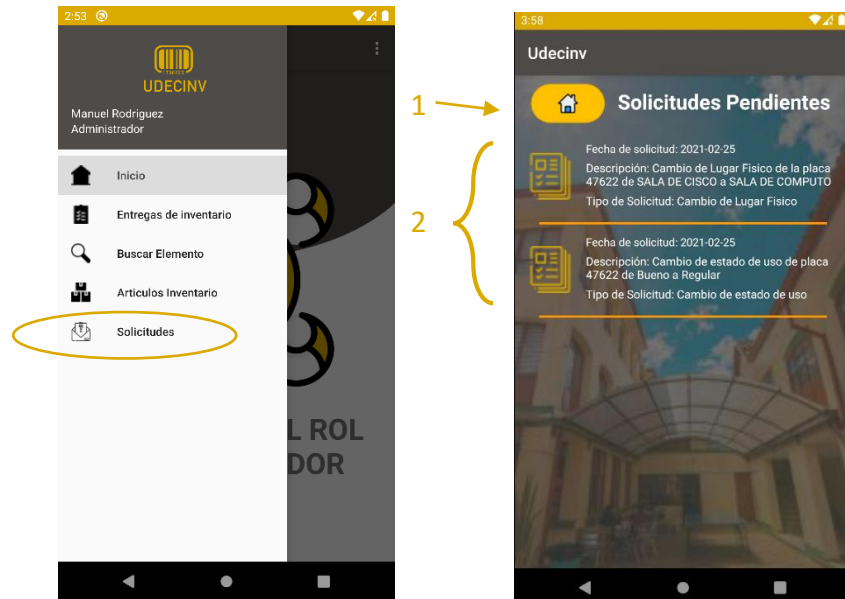 2:53
UDECINV
Manuel Rodriguez
Administrador
Inicio
Entregas de inventario
Buscar Elemento
Articulos Inventario
Solicitudes
L ROL
DOR
1
2
3:58
Udecinv
Solicitudes Pendientes
Fecha de solicitud: 2021-02-25
Descripción: Cambio de Lugar Fisico de la placa
47622 de SALA DE CISCO a SALA DE COMPUTO
Tipo de Solicitud: Cambio de Lugar Fisico
Fecha de solicitud: 2021-02-25
Descripción: Cambio de estado de uso de placa
47622 de Bueno a Regular
Tipo de Solicitud: Cambio de estado de uso